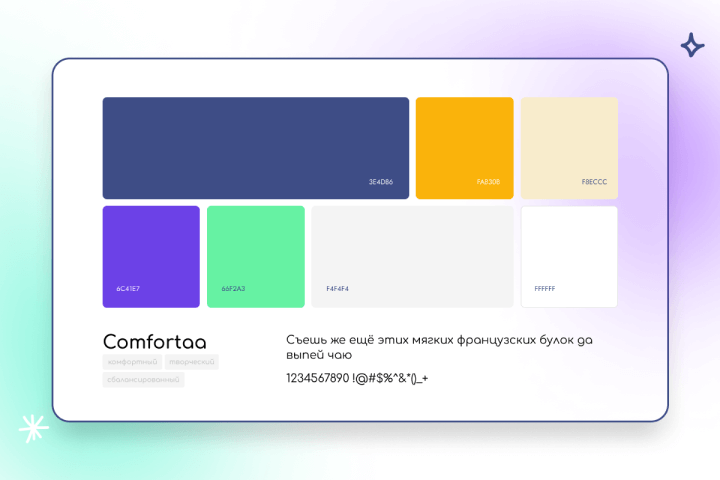 3E4D86
FAB30B
F8ECCC
6C41E7
66F2A3
F4F4F4
FFFFFF
Comfortaa
комфортный
творческий
сбалансированный
Съешь же ещё этих мягких французских булок да
выпей чаю
1234567890 !@#$%^&*()_+